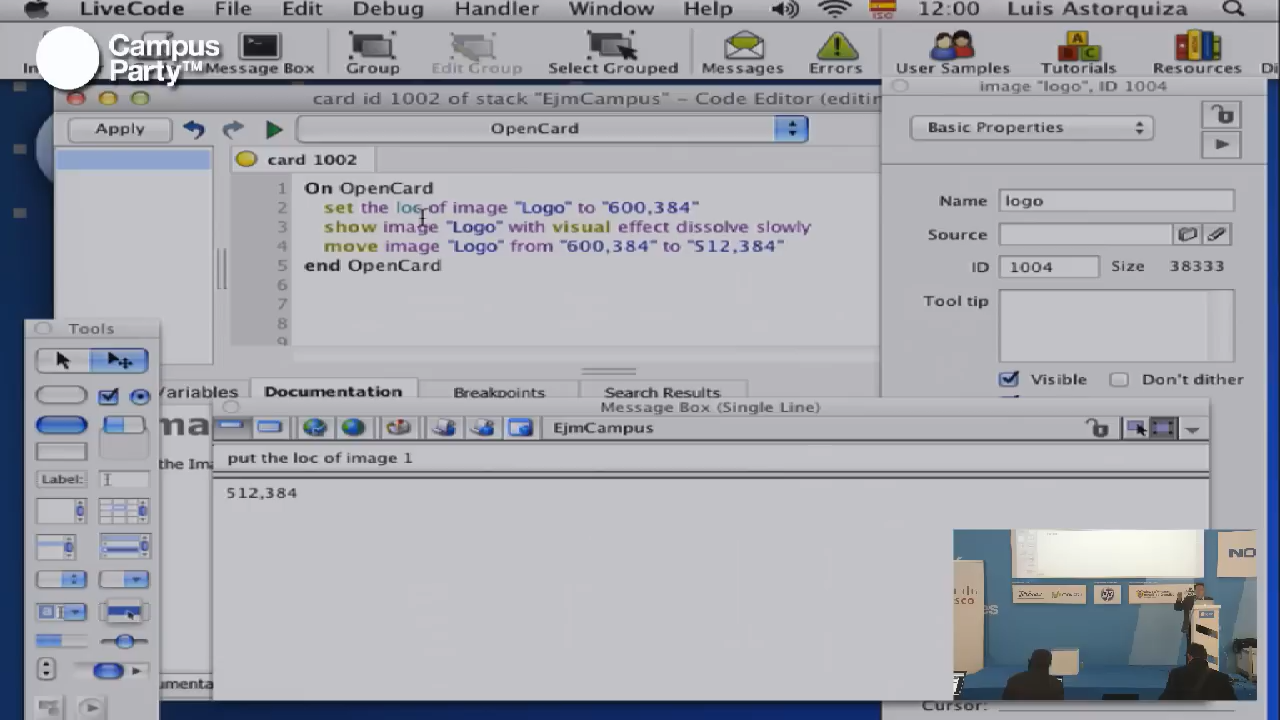 LiveCode File Edit Debug Handler Window Help ISO 12:00 Luis Astorquiza
Campus
Party™
Message Box Group Edit Group Select Grouped Messages Errors User Samples Tutorials Resources
card id 1002 of stack "EjmCampus" - Code Editor
image "logo", ID 1004
Apply OpenCard
Basic Properties
card 1002
1 On OpenCard
2 set the loc of image "Logo" to "600,384"
3 show image "Logo" with visual effect dissolve slowly
4 move image "Logo" from "600,384" to "512,384"
5 end OpenCard
6
7
8
9
Name logo
Source
ID 1004 Size 38333
Tool tip
Visible Don't dither
Tools
Label:
Variables Documentation Breakpoints Search Results
Message Box (Single Line)
EjmCampus
the
put the loc of image 1
512,384
Cursor: